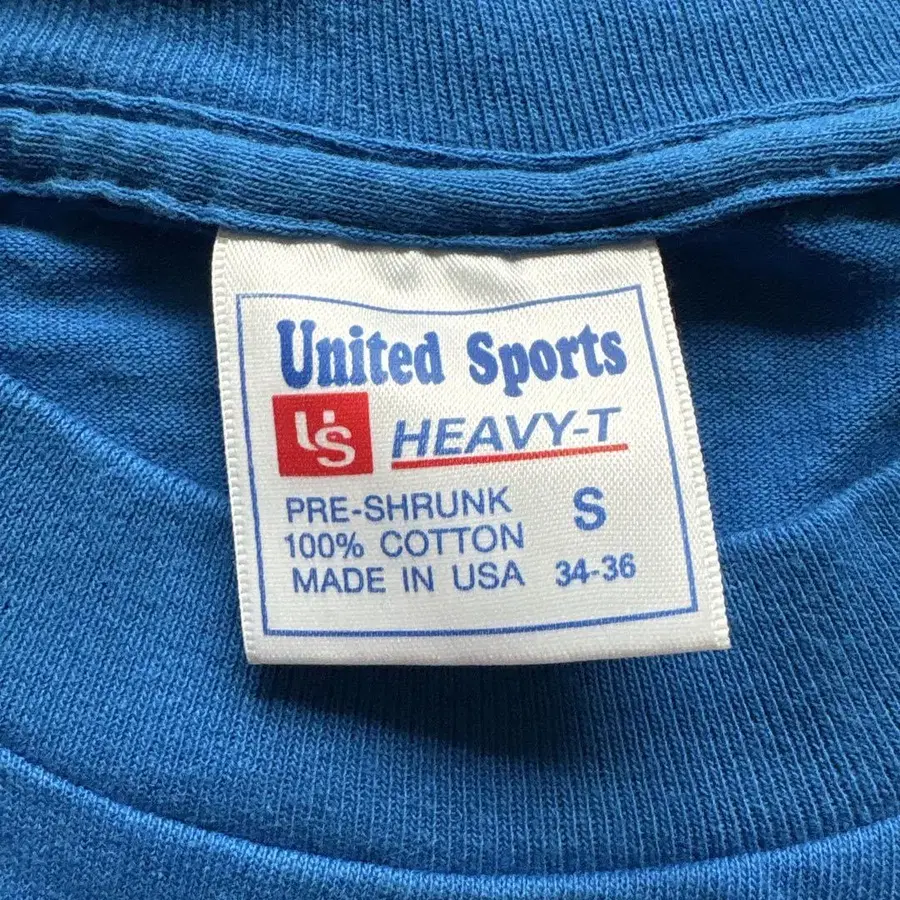 United Sports
US HEAVY-T
PRE-SHRUNK S
100% COTTON
MADE IN USA 34-36